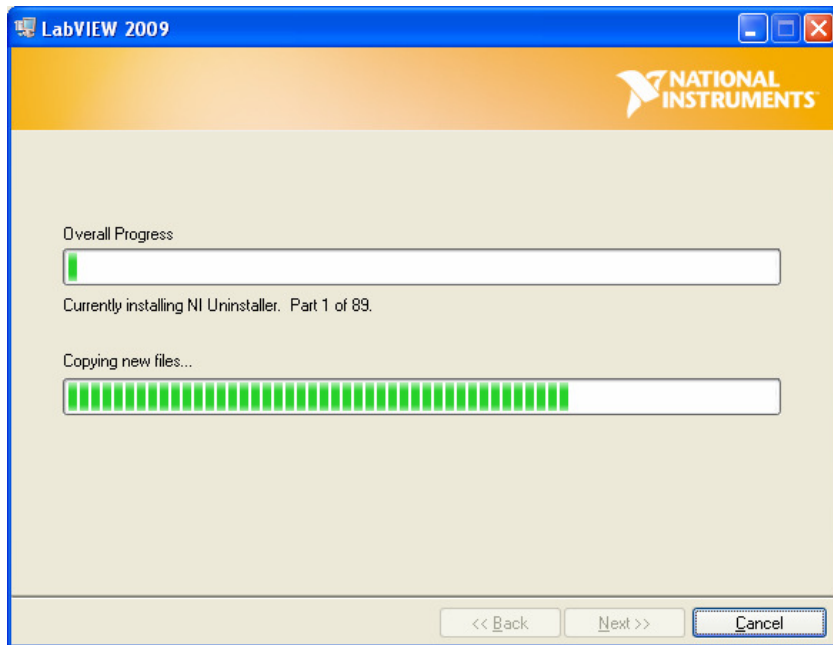 LabVIEW 2009
NATIONAL
INSTRUMENTS
Overall Progress
Currently installing NI Uninstaller. Part 1 of 89.
Copying new files...
<< Back
Next >>
Cancel